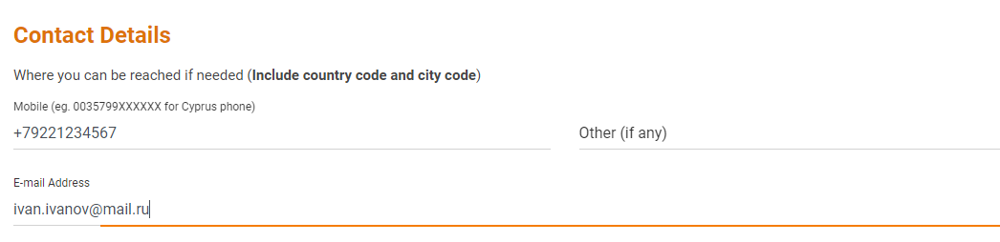 Contact Details
Where you can be reached if needed (Include country code and city code)
Mobile (eg. 0035799XXXXXX for Cyprus phone)
+79221234567
Other (if any)
E-mail Address
ivan.ivanov@mail.ru